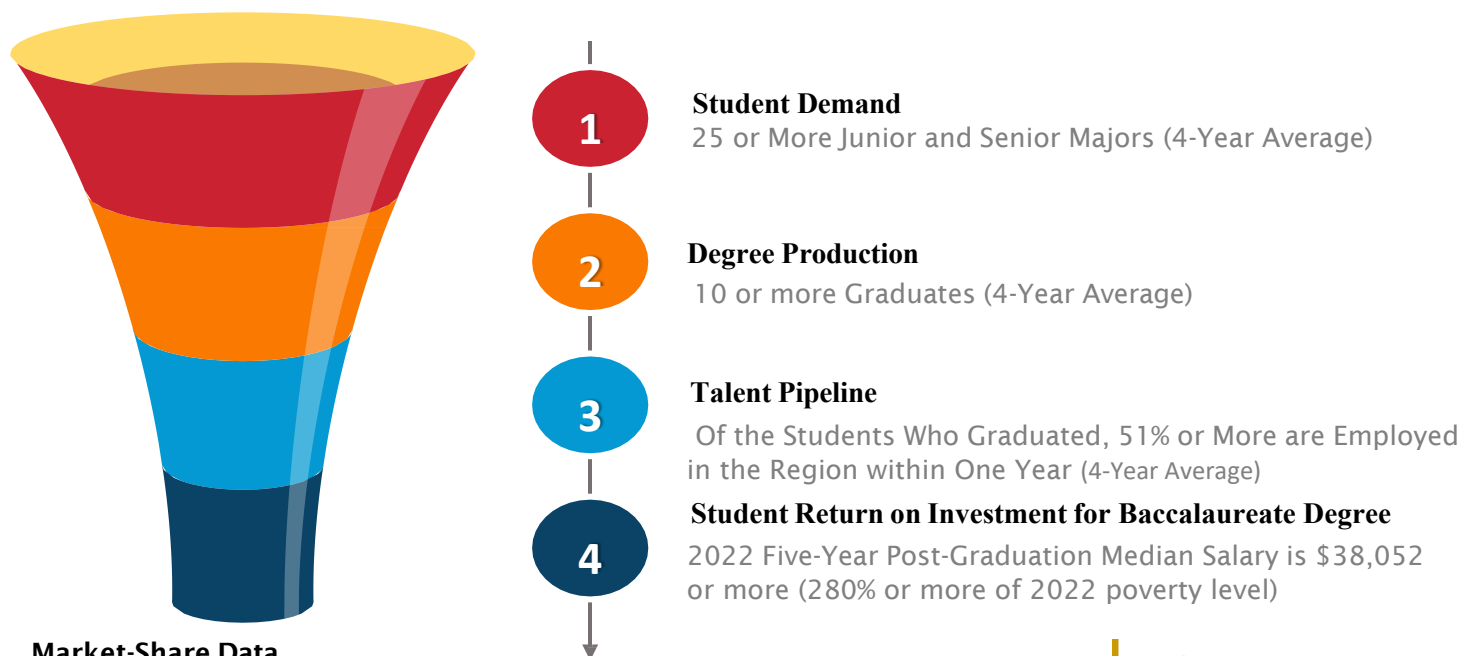 1
Student Demand
25 or More Junior and Senior Majors (4-Year Average)
2
Degree Production
10 or more Graduates (4-Year Average)
3
Talent Pipeline
Of the Students Who Graduated, 51% or More are Employed
in the Region within One Year (4-Year Average)
4
Student Return on Investment for Baccalaureate Degree
2022 Five-Year Post-Graduation Median Salary is $38,052
or more (280% or more of 2022 poverty level)
Market-Share Data